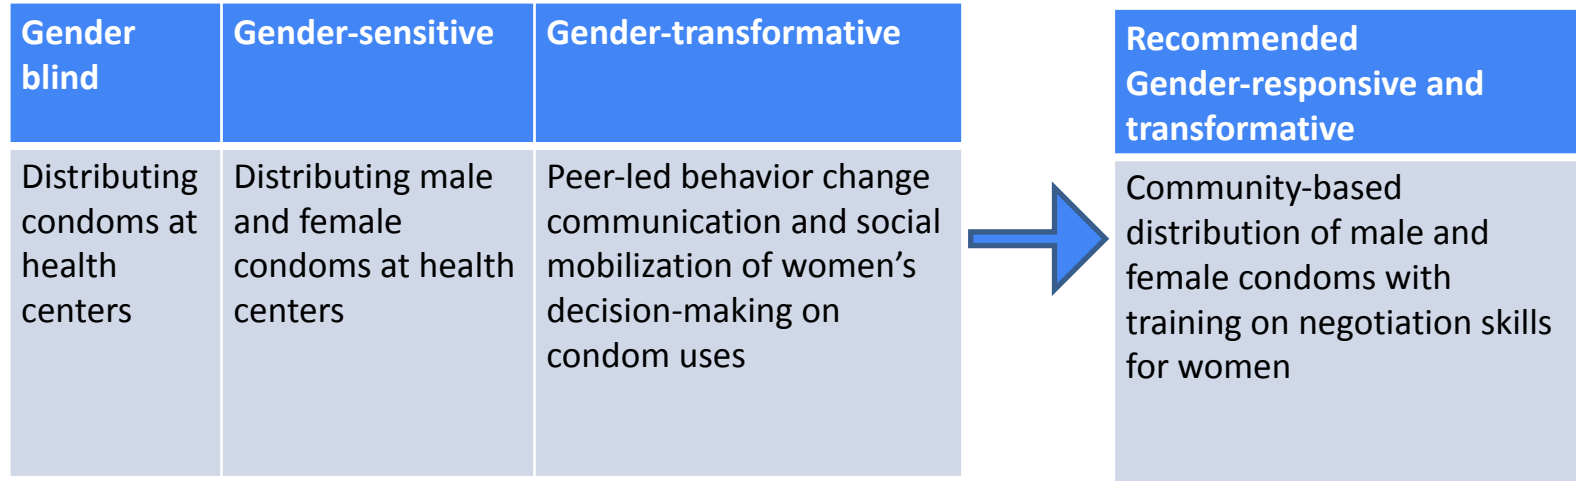 Gender
blind
Gender-sensitive
Gender-transformative
Distributing
condoms at
health
centers
Distributing male
and female
condoms at health
centers
Peer-led behavior change
communication and social
mobilization of women’s
decision-making on
condom uses
Recommended
Gender-responsive and
transformative
Community-based
distribution of male and
female condoms with
training on negotiation skills
for women